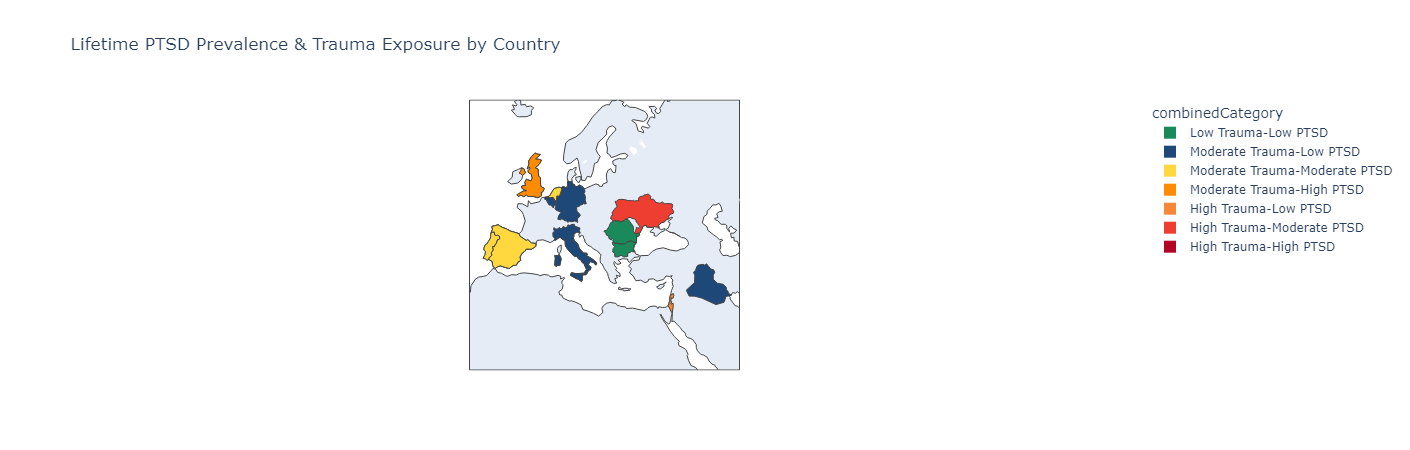 Lifetime PTSD Prevalence & Trauma Exposure by Country
combinedCategory
Low Trauma-Low PTSD
Moderate Trauma-Low PTSD
Moderate Trauma-Moderate PTSD
Moderate Trauma-High PTSD
High Trauma-Low PTSD
High Trauma-Moderate PTSD
High Trauma-High PTSD